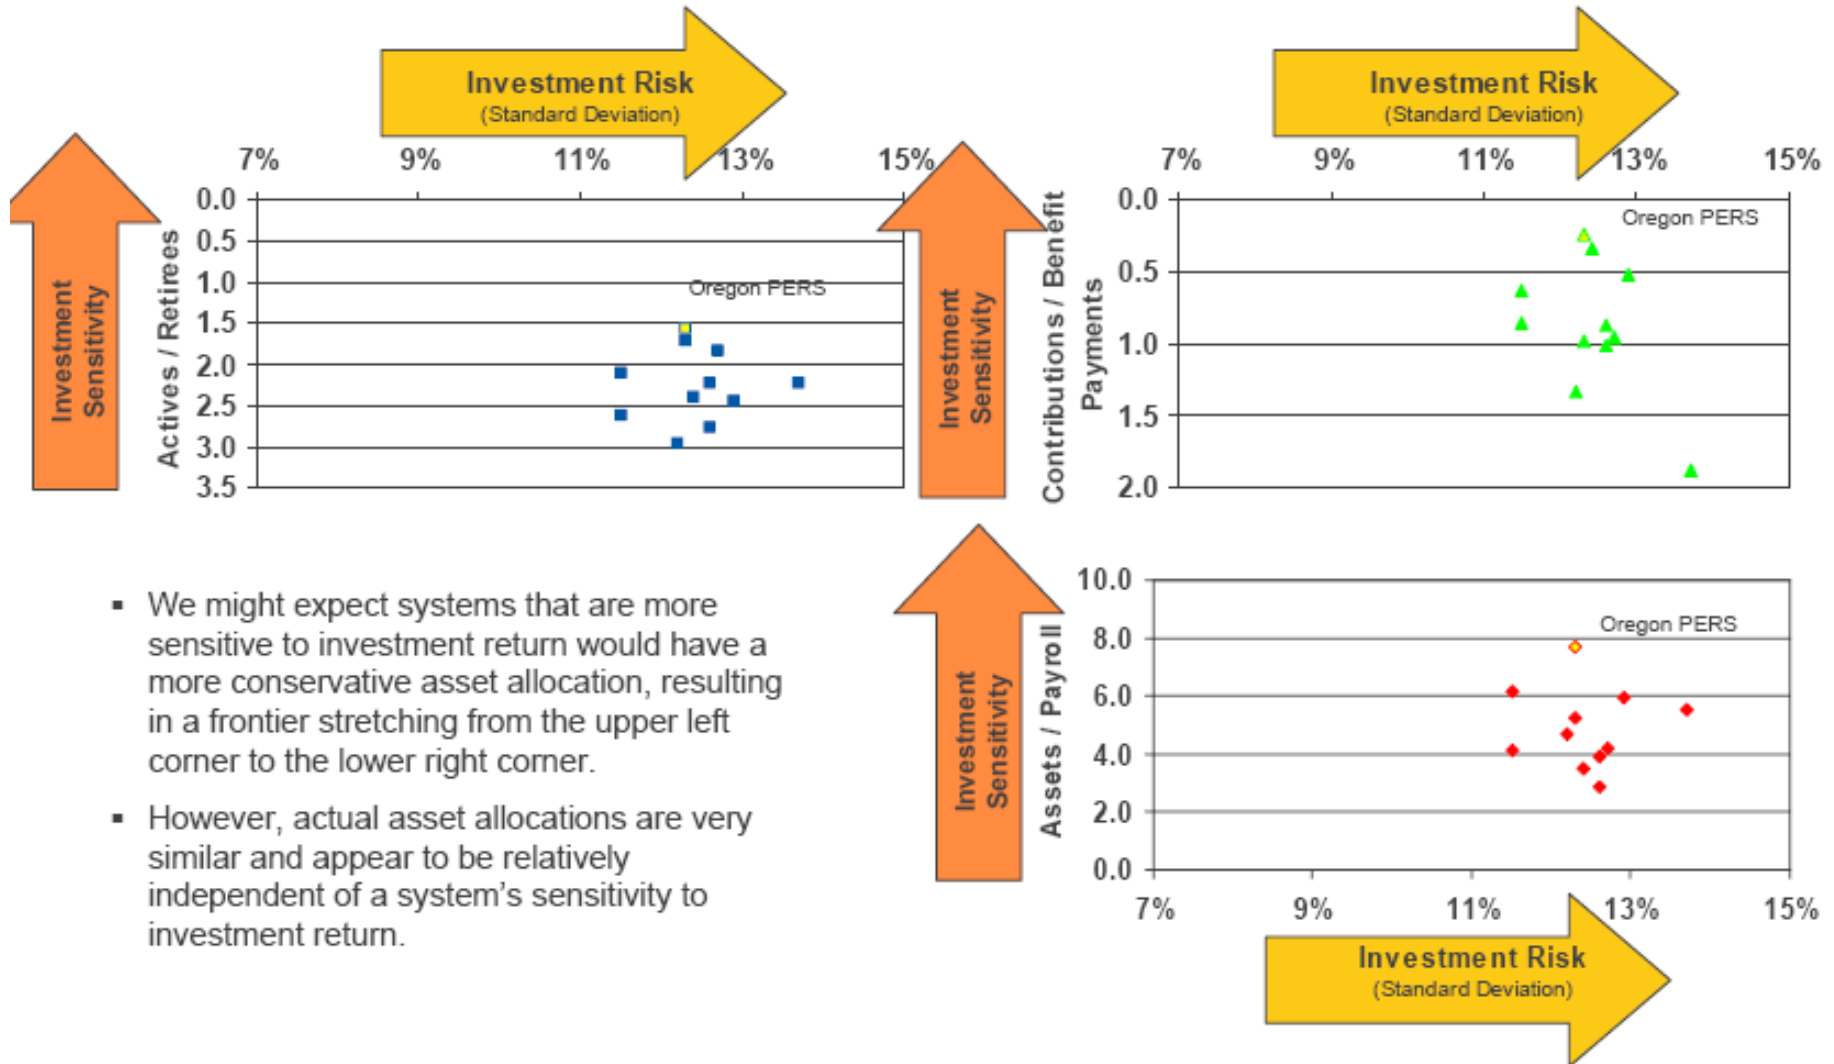 Investment Risk
(Standard Deviation)
7% 9% 11% 13% 15%
Investment
Sensitivity
Actives / Retirees
0.0
0.5
1.0
1.5
2.0
2.5
3.0
3.5
Oregon PERS
Investment Risk
(Standard Deviation)
7% 9% 11% 13% 15%
Investment
Sensitivity
Contributions / Benefit
Payments
0.0
0.5
1.0
1.5
2.0
Oregon PERS
▪ We might expect systems that are more
sensitive to investment return would have a
more conservative asset allocation, resulting
in a frontier stretching from the upper left
corner to the lower right corner.
▪ However, actual asset allocations are very
similar and appear to be relatively
independent of a system's sensitivity to
investment return.
Investment
Sensitivity
Assets / Payroll
10.0
8.0
6.0
4.0
2.0
0.0
Oregon PERS
7% 9% 11% 13% 15%
Investment Risk
(Standard Deviation)